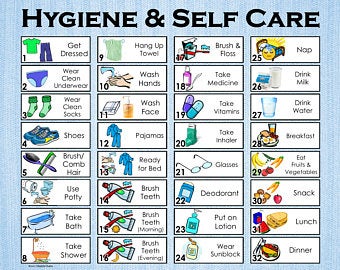 HYGIENE & SELF CARE
1 Get
Dressed
2 Wear
Clean
Underwear
3 Wear
Clean
Socks
4 Shoes
5 Brush/
Comb
Hair
6 Use
Potty
7 Take
Bath
8 Take
Shower
9 Hang Up
Towel
10 Wash
Hands
11 Wash
Face
12 Pajamas
13 Ready
for Bed
14 Brush
Teeth
15 Brush
Teeth
(Morning)
16 Brush
Teeth
(Evening)
17 Brush &
Floss
18 Take
Medicine
19 Take
Vitamins
20 Take
Inhaler
21 Glasses
22 Deodorant
23 Put on
Lotion
24 Wear
Sunblock
25 Nap
26 Drink
Milk
27 Drink
Water
28 Breakfast
29 Eat
Fruits &
Vegetables
30 Snack
31 Lunch
32 Dinner